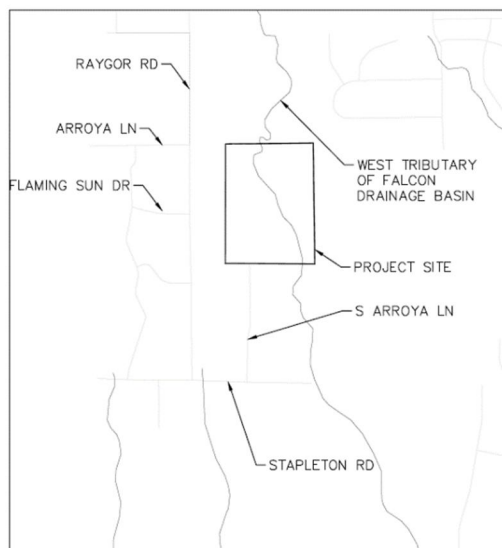 RAYGOR RD
ARROYA LN
FLAMING SUN DR
WEST TRIBUTARY
OF FALCON
DRAINAGE BASIN
PROJECT SITE
S ARROYA LN
STAPLETON RD